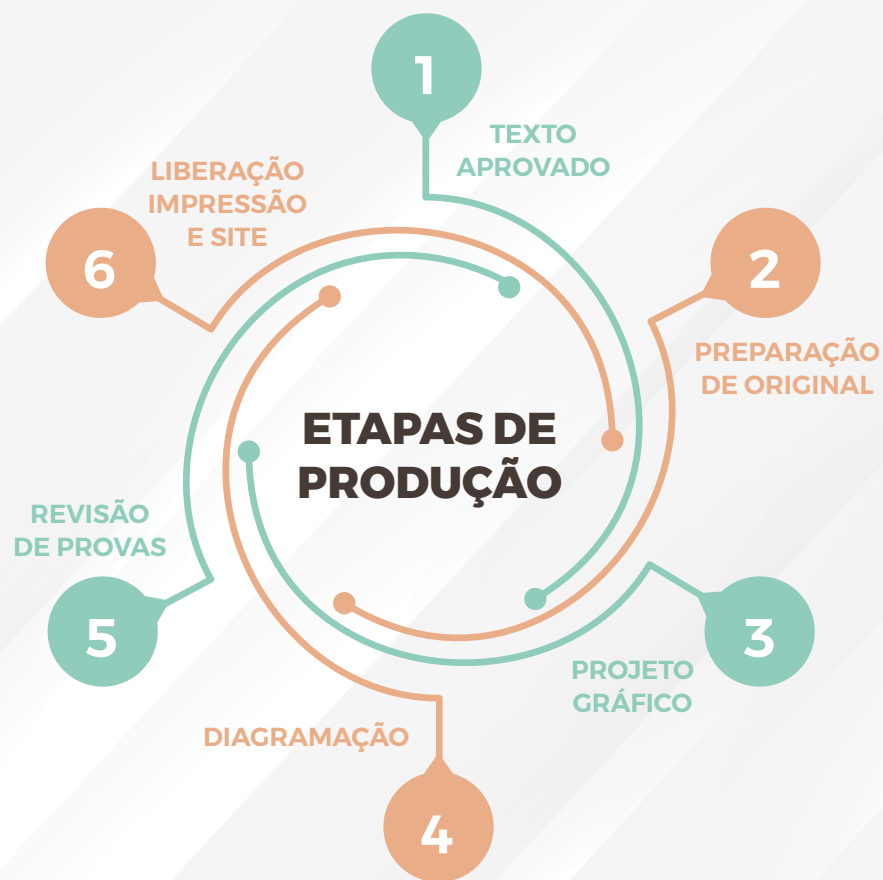 ETAPAS DE
PRODUÇÃO
1
TEXTO
APROVADO
2
PREPARAÇÃO
DE ORIGINAL
3
PROJETO
GRÁFICO
4
DIAGRAMAÇÃO
5
REVISÃO
DE PROVAS
6
LIBERAÇÃO
IMPRESSÃO
E SITE